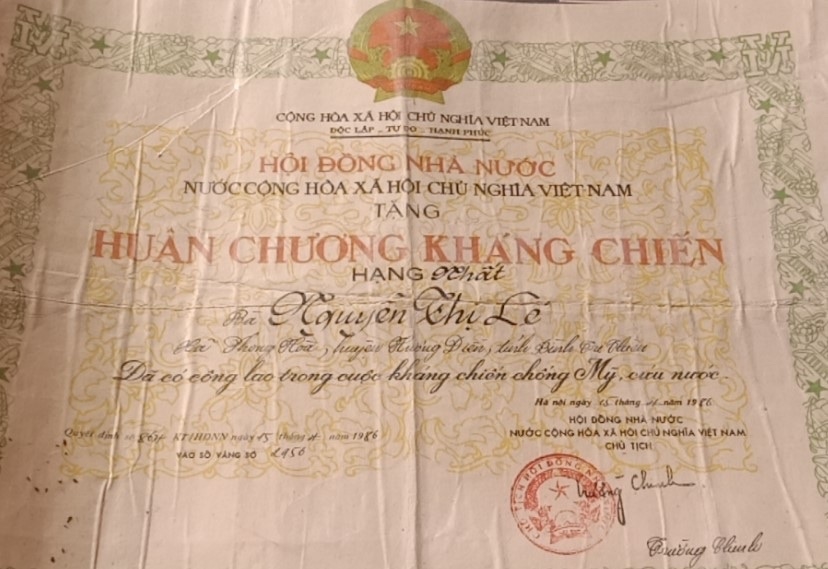 CỘNG HÒA XÃ HỘI CHỦ NGHĨA VIỆT NAM
ĐỘC LẬP - TỰ DO - HẠNH PHÚC
HỘI ĐỒNG NHÀ NƯỚC
NƯỚC CỘNG HÒA XÃ HỘI CHỦ NGHĨA VIỆT NAM
TẶNG
HUÂN CHƯƠNG KHÁNG CHIẾN
HẠNG Nhất
Bà Nguyễn Thị Lé
Xã Phong Hòa, huyện Hương Điền, tỉnh Bình Trị Thiên
Đã có công lao trong cuộc kháng chiến chống Mỹ, cứu nước
Hà nội ngày 15 tháng năm 1986
Quyết định số KT/HĐNN ngày 15 tháng năm 1986
VÀO SỔ VÀNG SỐ
HỘI ĐỒNG NHÀ NƯỚC
NƯỚC CỘNG HÒA XÃ HỘI CHỦ NGHĨA VIỆT NAM
CHỦ TỊCH
Trường Chinh
Trường Chinh